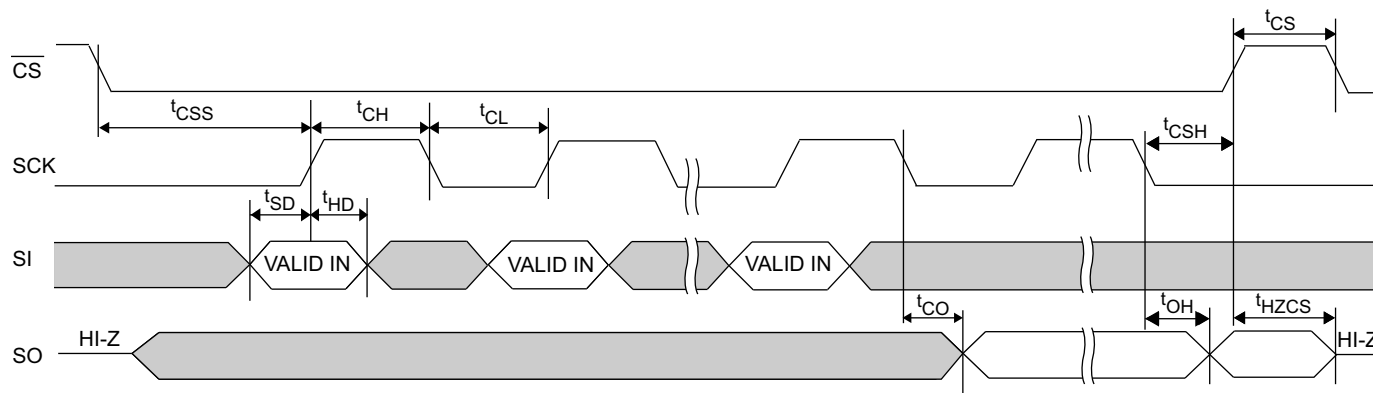 tCS
CS
tCSS
tCH
tCL
tCSH
SCK
tSD
tHD
SI
VALID IN
VALID IN
VALID IN
tCO
tOH
tHZCS
HI-Z
HI-Z
SO